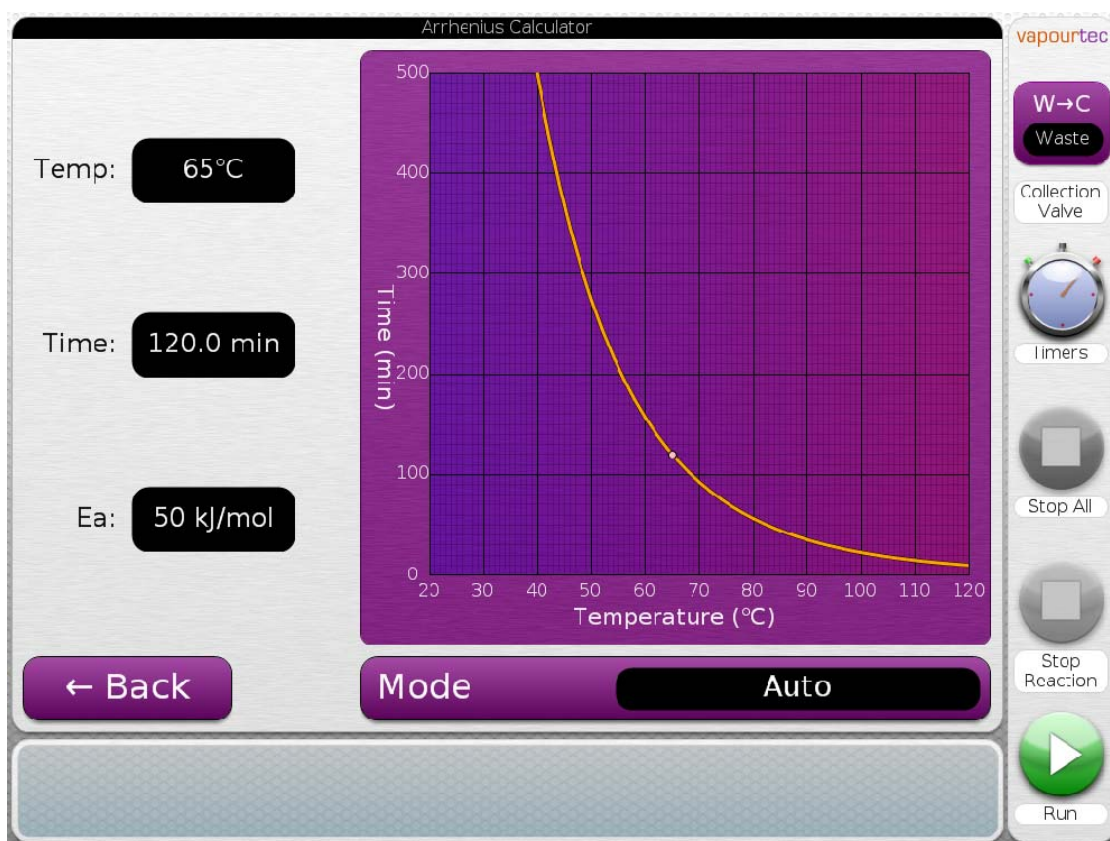 Arrhenius Calculator
vapourtec
Temp:
65°C
Time:
120.0 min
Ea:
50 kJ/mol
500
400
300
200
100
0
Time (min)
20
30
40
50
60
70
80
90
100
110
120
Temperature (°C)
← Back
Mode
Auto
W→C
Waste
Collection
Valve
Timers
Stop All
Stop
Reaction
Run